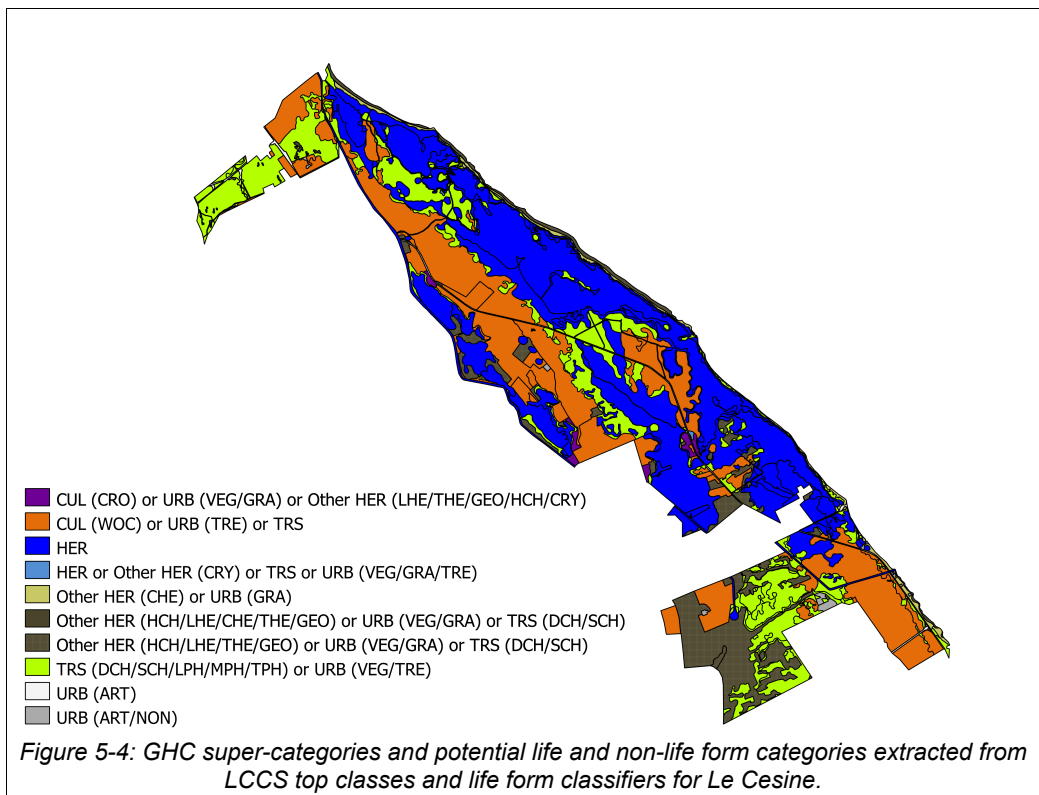 CUL (CRO) or URB (VEG/GRA) or Other HER (LHE/THE/GEO/HCH/CRY)
CUL (WOC) or URB (TRE) or TRS
HER
HER or Other HER (CRY) or TRS or URB (VEG/GRA/TRE)
Other HER (CHE) or URB (GRA)
Other HER (HCH/LHE/CHE/THE/GEO) or URB (VEG/GRA) or TRS (DCH/SCH)
Other HER (HCH/LHE/THE/GEO) or URB (VEG/GRA) or TRS (DCH/SCH)
TRS (DCH/SCH/LPH/MPH/TPH) or URB (VEG/TRE)
URB (ART)
URB (ART/NON)
Figure 5-4: GHC super-categories and potential life and non-life form categories extracted from
LCCS top classes and life form classifiers for Le Cesine.